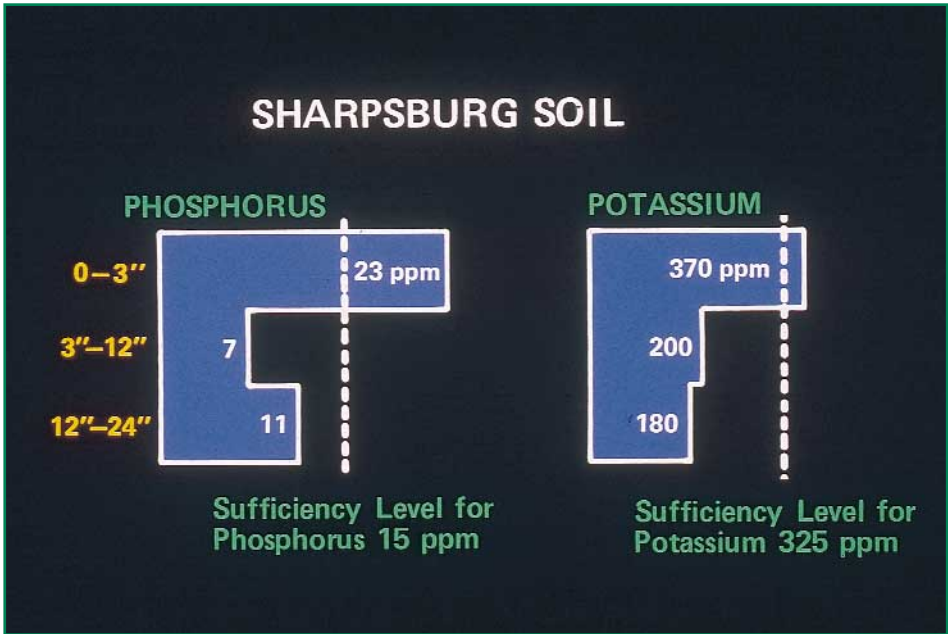 SHARPSBURG SOIL
PHOSPHORUS
POTASSIUM
0–3″
23 ppm
370 ppm
3″–12″
7
200
12″–24″
11
180
Sufficiency Level for
Phosphorus 15 ppm
Sufficiency Level for
Potassium 325 ppm